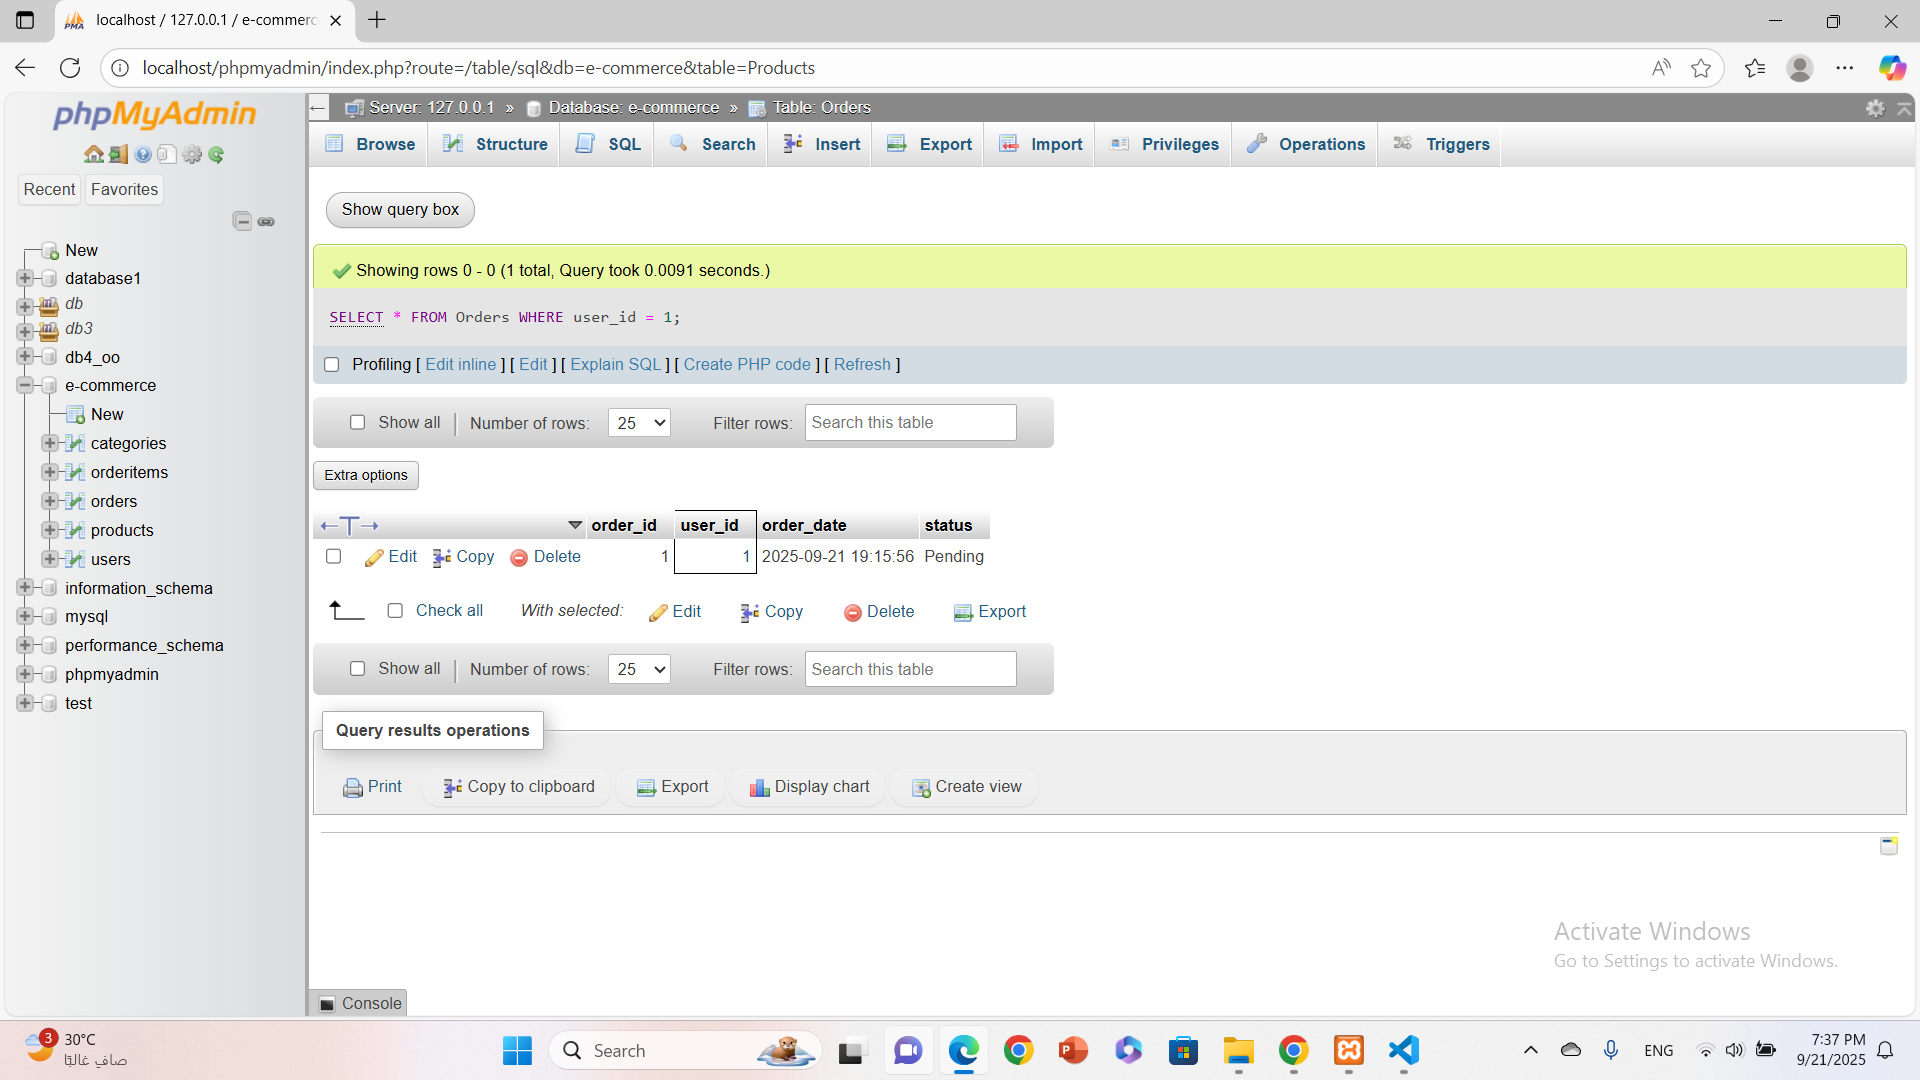 localhost / 127.0.0.1 / e-commerc
localhost/phpmyadmin/index.php?route=/table/sql&db=e-commerce&table=Products
phpMyAdmin
Recent
Favorites
New
database1
db
db3
db4_oo
e-commerce
New
categories
orderitems
orders
products
users
information_schema
mysql
performance_schema
phpmyadmin
test
Server: 127.0.0.1 » Database: e-commerce » Table: Orders
Browse Structure SQL Search Insert Export Import Privileges Operations Triggers
Show query box
Showing rows 0 - 0 (1 total, Query took 0.0091 seconds.)
SELECT * FROM Orders WHERE user_id = 1;
Profiling [ Edit inline ] [ Edit ] [ Explain SQL ] [ Create PHP code ] [ Refresh ]
Show all Number of rows: 25 Filter rows: Search this table
Extra options
order_id user_id order_date status
Edit Copy Delete 1 1 2025-09-21 19:15:56 Pending
Check all With selected: Edit Copy Delete Export
Show all Number of rows: 25 Filter rows: Search this table
Query results operations
Print Copy to clipboard Export Display chart Create view
Activate Windows
Go to Settings to activate Windows.
Console
3
30°C
صافٍ غالبًا
Search
ENG
7:37 PM
9/21/2025